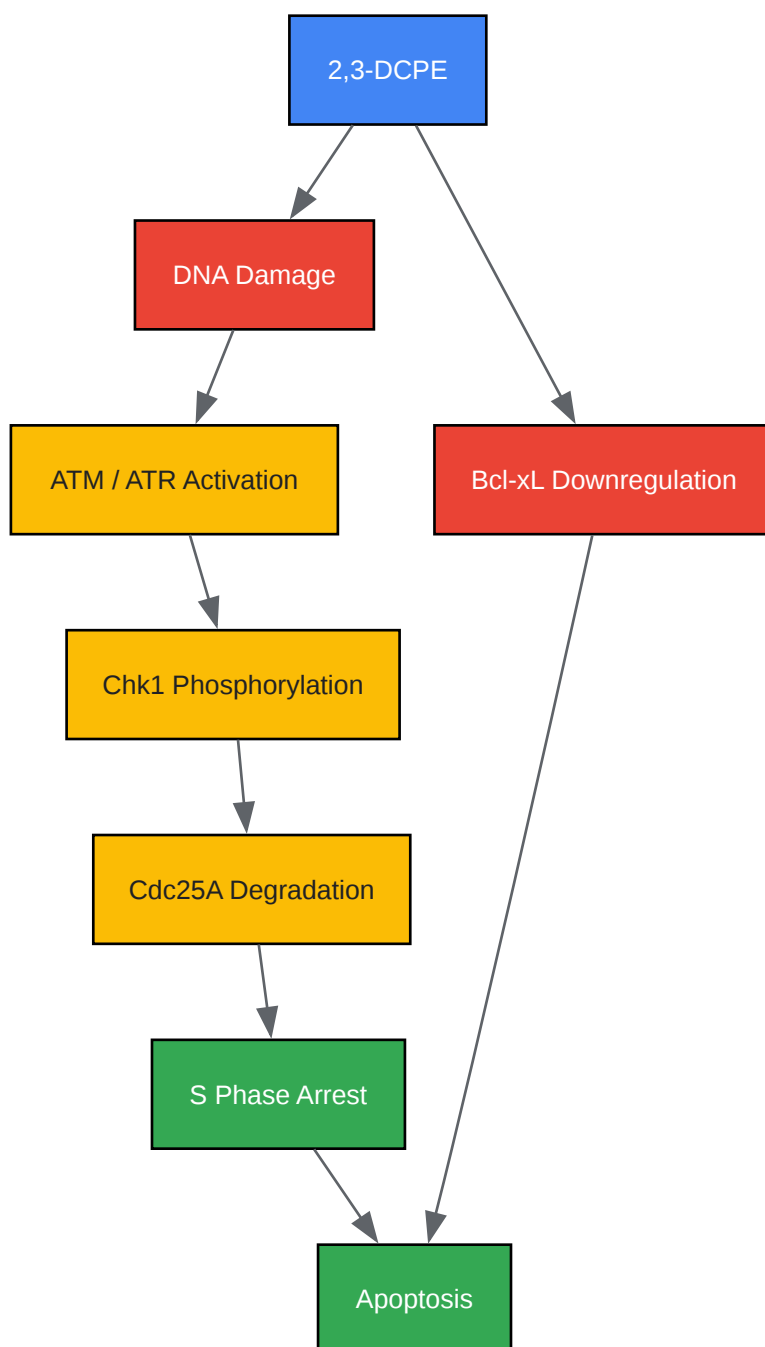 2,3-DCPE
DNA Damage
ATM / ATR Activation
Bcl-xL Downregulation
Chk1 Phosphorylation
Cdc25A Degradation
S Phase Arrest
Apoptosis